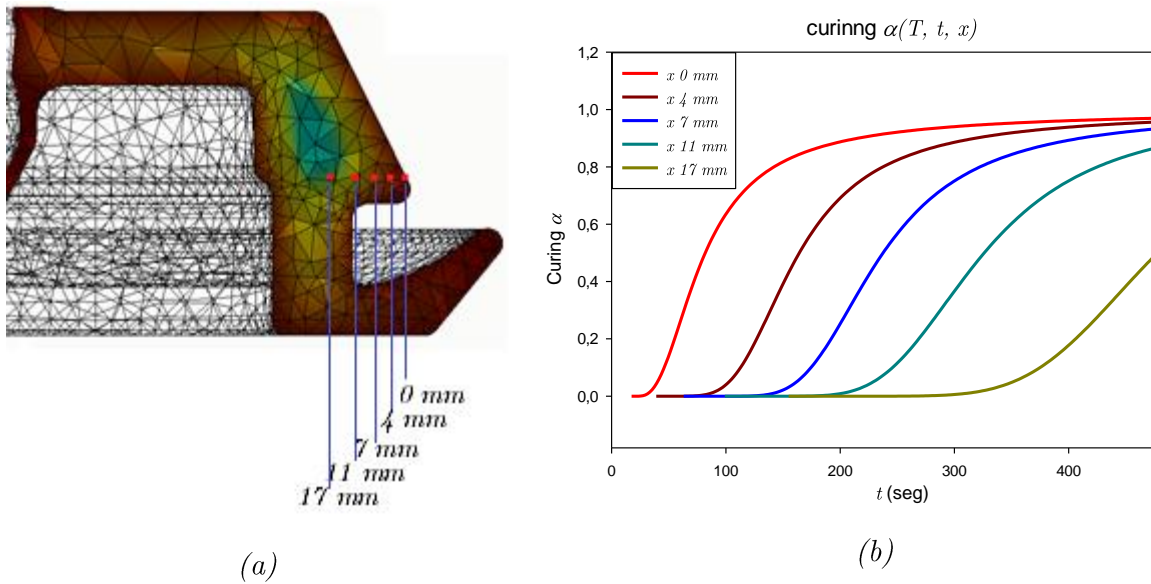 0 mm
4 mm
7 mm
11 mm
17 mm
(a)
curinng α(T, t, x)
1,2
1,0
0,8
0,6
0,4
0,2
0,0
Curing α
x 0 mm
x 4 mm
x 7 mm
x 11 mm
x 17 mm
0 100 200 300 400
t (seg)
(b)